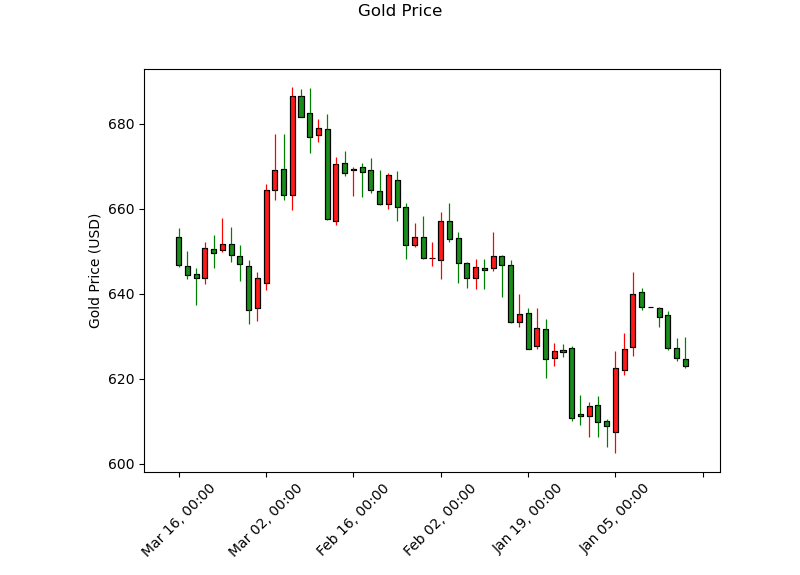 Gold Price
Gold Price (USD)
680
660
640
620
600
Mar 16, 00:00
Mar 02, 00:00
Feb 16, 00:00
Feb 02, 00:00
Jan 19, 00:00
Jan 05, 00:00